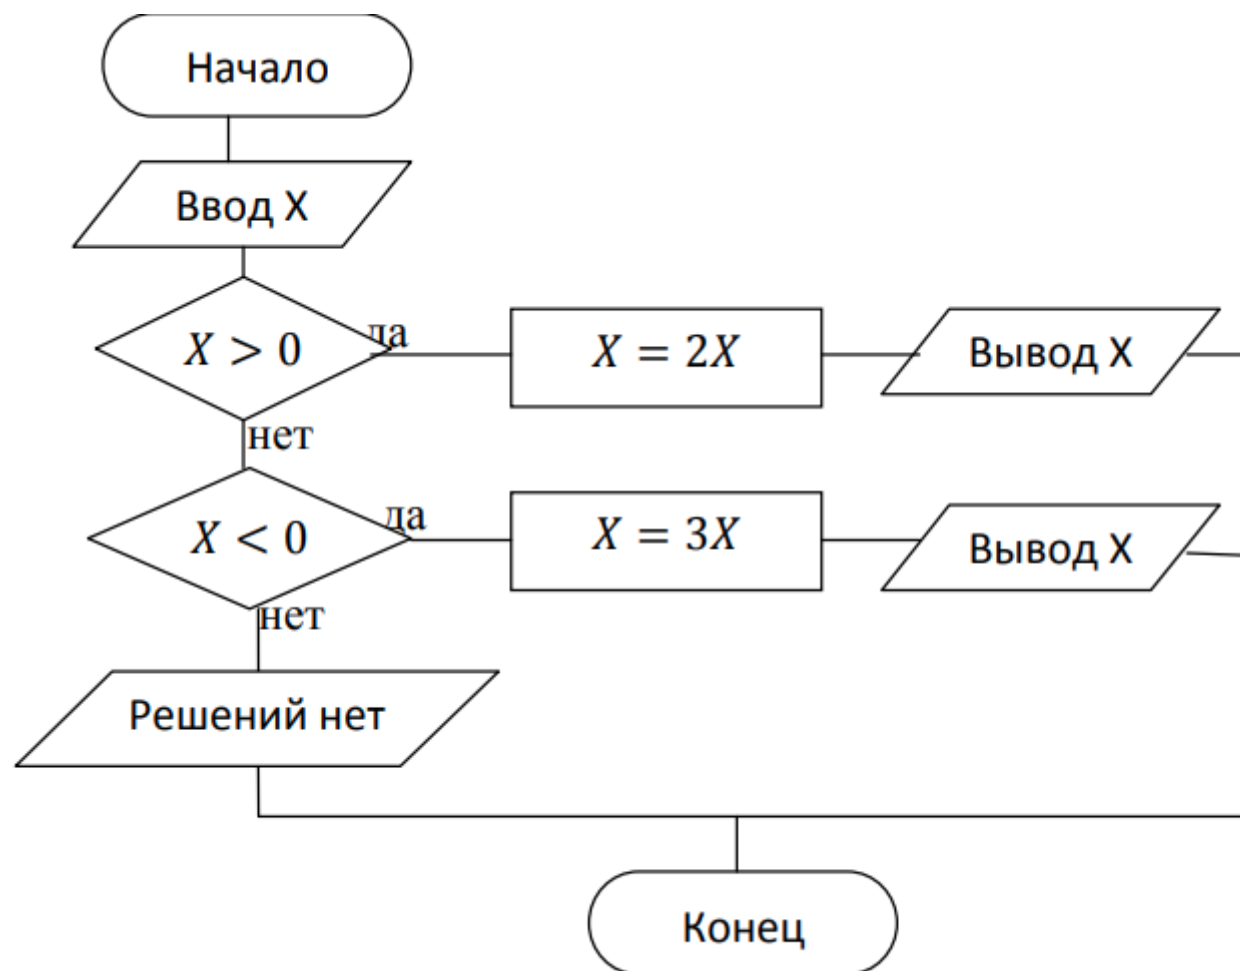 Начало
Ввод X
X > 0
да
X = 2X
Вывод X
нет
X < 0
да
X = 3X
Вывод X
нет
Решений нет
Конец